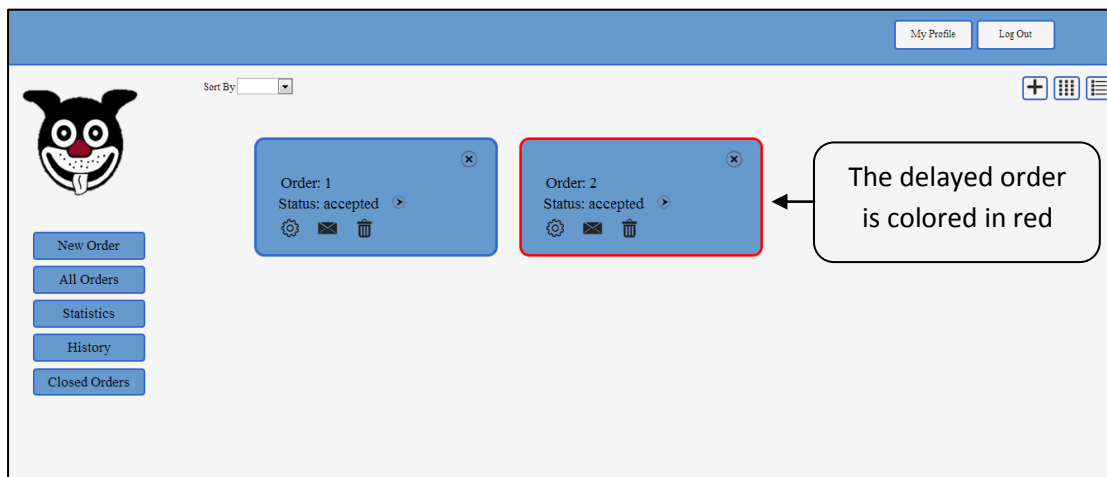 My Profile
Log Out
Sort By
Order: 1
Status: accepted
Order: 2
Status: accepted
The delayed order
is colored in red
New Order
All Orders
Statistics
History
Closed Orders